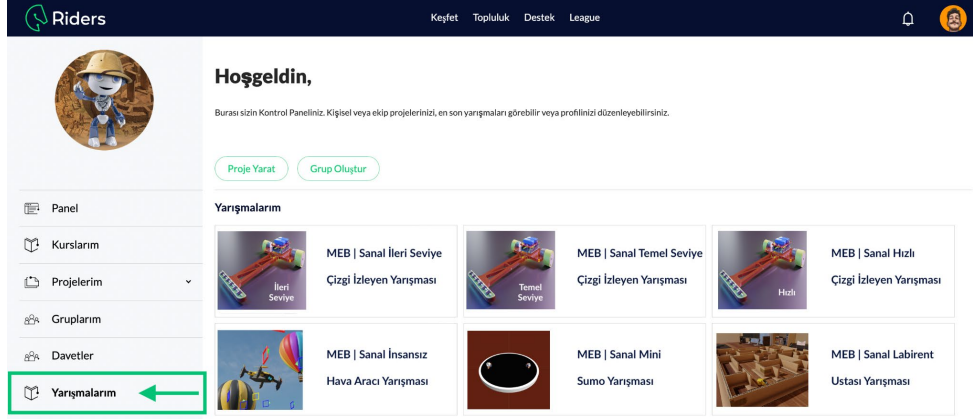 Riders
Keşfet Topluluk Destek League
Hoşgeldin,
Burası sizin Kontrol Paneliniz. Kişisel veya ekip projelerinizi, en son yarışmaları görebilir veya profilinizi düzenleyebilirsiniz.
Proje Yarat Grup Oluştur
Panel
Kurslarım
Projelerim
Gruplarım
Davetler
Yarışmalarım
Yarışmalarım
İleri
Seviye
MEB | Sanal İleri Seviye
Çizgi İzleyen Yarışması
Temel
Seviye
MEB | Sanal Temel Seviye
Çizgi İzleyen Yarışması
Hızlı
MEB | Sanal Hızlı
Çizgi İzleyen Yarışması
MEB | Sanal İnsansız
Hava Aracı Yarışması
MEB | Sanal Mini
Sumo Yarışması
MEB | Sanal Labirent
Ustası Yarışması